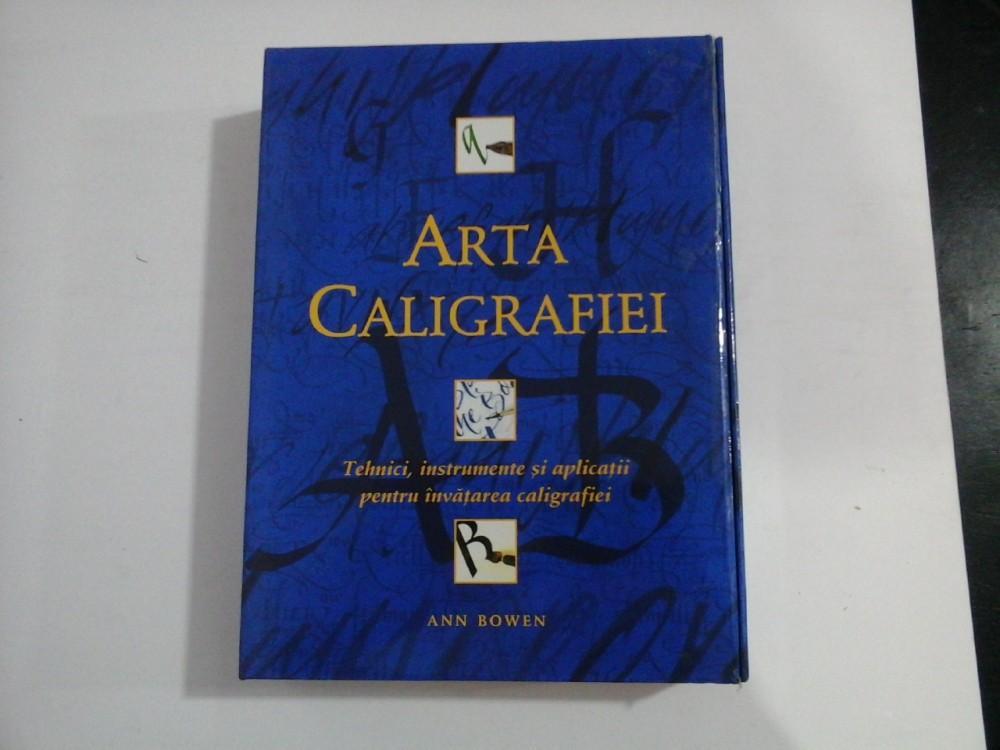 ARTA
CALIGRAFIEI
Tehnici, instrumente și aplicații
pentru învățarea caligrafiei
ANN BOWEN